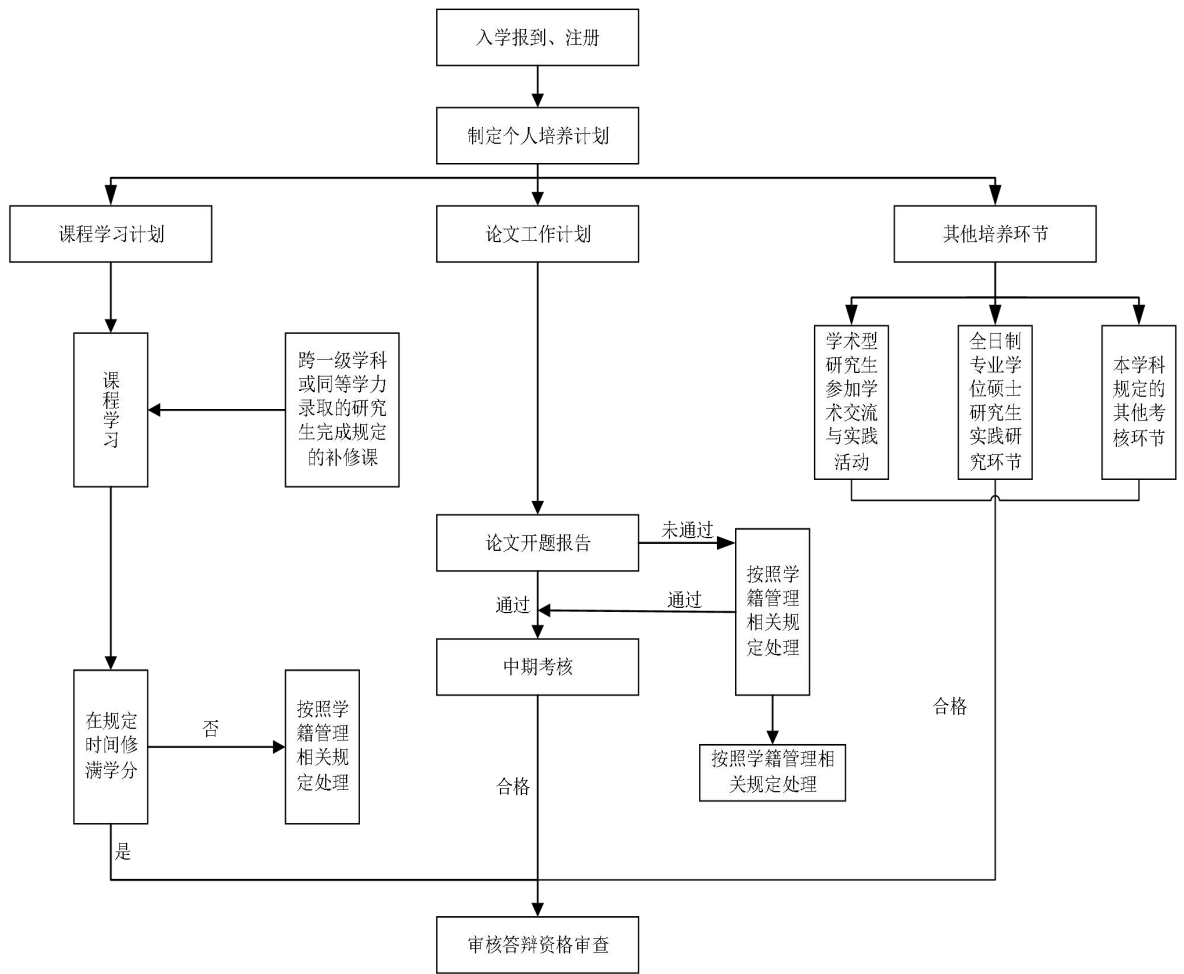 入学报到、注册
制定个人培养计划
课程学习计划
论文工作计划
其他培养环节
课程学习
跨一级学科
或同等学力
录取的研究
生完成规定
的补修课
学术型
研究生
参加学
术交流
与实践
活动
全日制
专业学
位硕士
研究生
实践研
究环节
本学科
规定的
其他考
核环节
论文开题报告
未通过
按照学
籍管理
相关规
定处理
通过
通过
中期考核
在规定
时间修
满学分
否
按照学
籍管理
相关规
定处理
合格
按照学籍管理相
关规定处理
合格
是
审核答辩资格审查